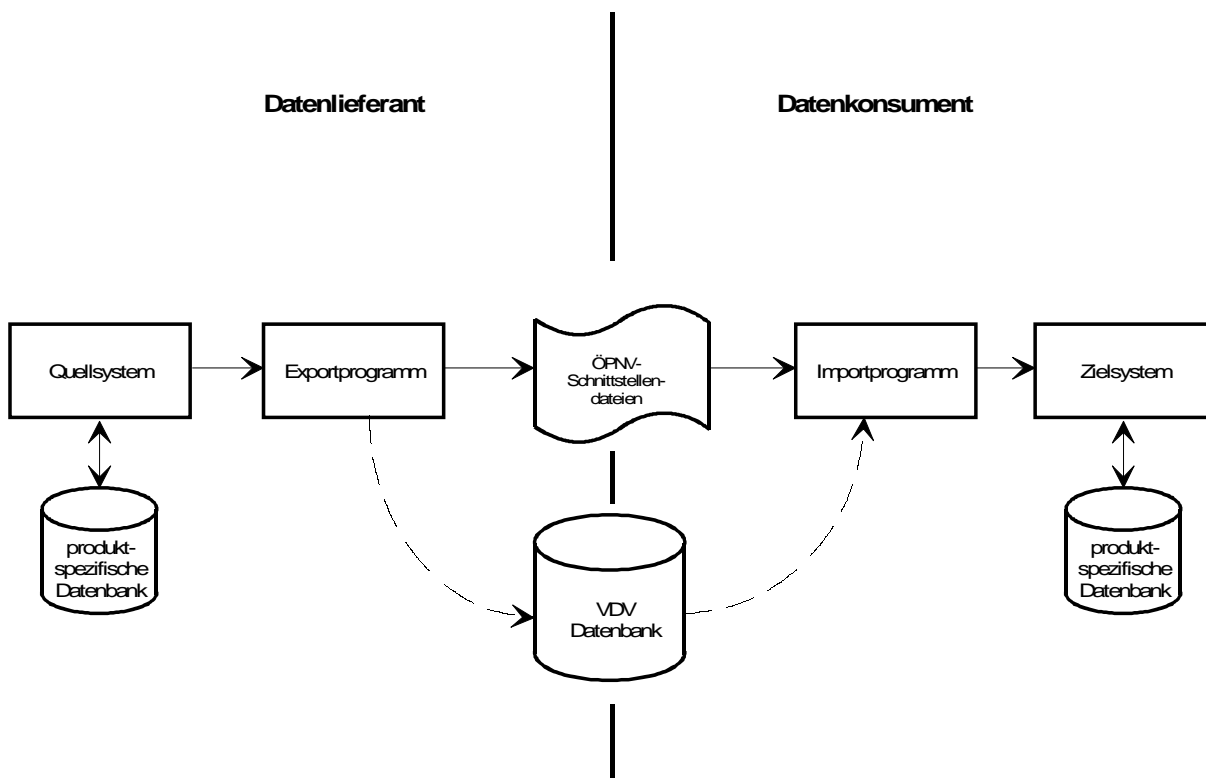 Datenlieferant
Datenkonsument
Quellsystem
Exportprogramm
ÖPNV-
Schnittstellen-
dateien
Importprogramm
Zielsystem
produkt-
spezifische
Datenbank
VDV
Datenbank
produkt-
spezifische
Datenbank